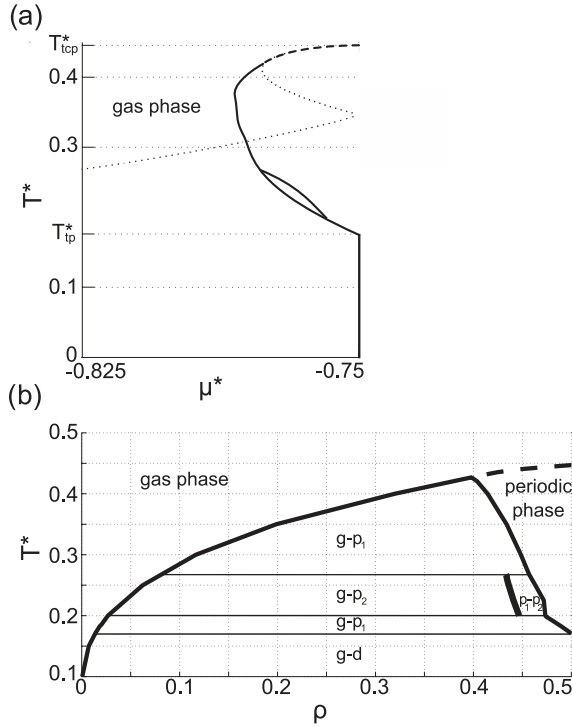 (a)
T*tcp
0.4
gas phase
0.3
T*
T*tp
0.1
0
-0.825
-0.75
μ*
(b)
0.5
gas phase
periodic
phase
0.4
g-p1
0.3
T*
g-p2
p1-p2
0.2
g-p1
g-d
0.1
0
0.1
0.2
0.3
0.4
0.5
ρ